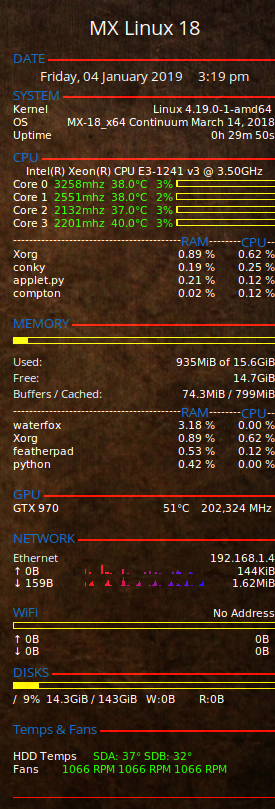 MX Linux 18
DATE
Friday, 04 January 2019 3:19 pm
SYSTEM
Kernel Linux 4.19.0-1-amd64
OS MX-18_x64 Continuum March 14, 2018
Uptime 0h 29m 50s
CPU
Intel(R) Xeon(R) CPU E3-1241 v3 @ 3.50GHz
Core 0 3258mhz 38.0°C 3%
Core 1 2551mhz 38.0°C 2%
Core 2 2132mhz 37.0°C 3%
Core 3 2201mhz 40.0°C 3%
RAM CPU
Xorg 0.89 % 0.62 %
conky 0.19 % 0.25 %
applet.py 0.21 % 0.12 %
compton 0.02 % 0.12 %
MEMORY
Used: 935MiB of 15.6GiB
Free: 14.7GiB
Buffers / Cached: 74.3MiB / 799MiB
RAM CPU
waterfox 3.18 % 0.00 %
Xorg 0.89 % 0.62 %
featherpad 0.53 % 0.12 %
python 0.42 % 0.00 %
GPU
GTX 970 51°C 202,324 MHz
NETWORK
Ethernet 192.168.1.4
↑ 0B 144KiB
↓ 159B 1.62MiB
WiFi No Address
↑ 0B 0B
↓ 0B 0B
DISKS
/ 9% 14.3GiB / 143GiB W:0B R:0B
Temps & Fans
HDD Temps SDA: 37° SDB: 32°
Fans 1066 RPM 1066 RPM 1066 RPM